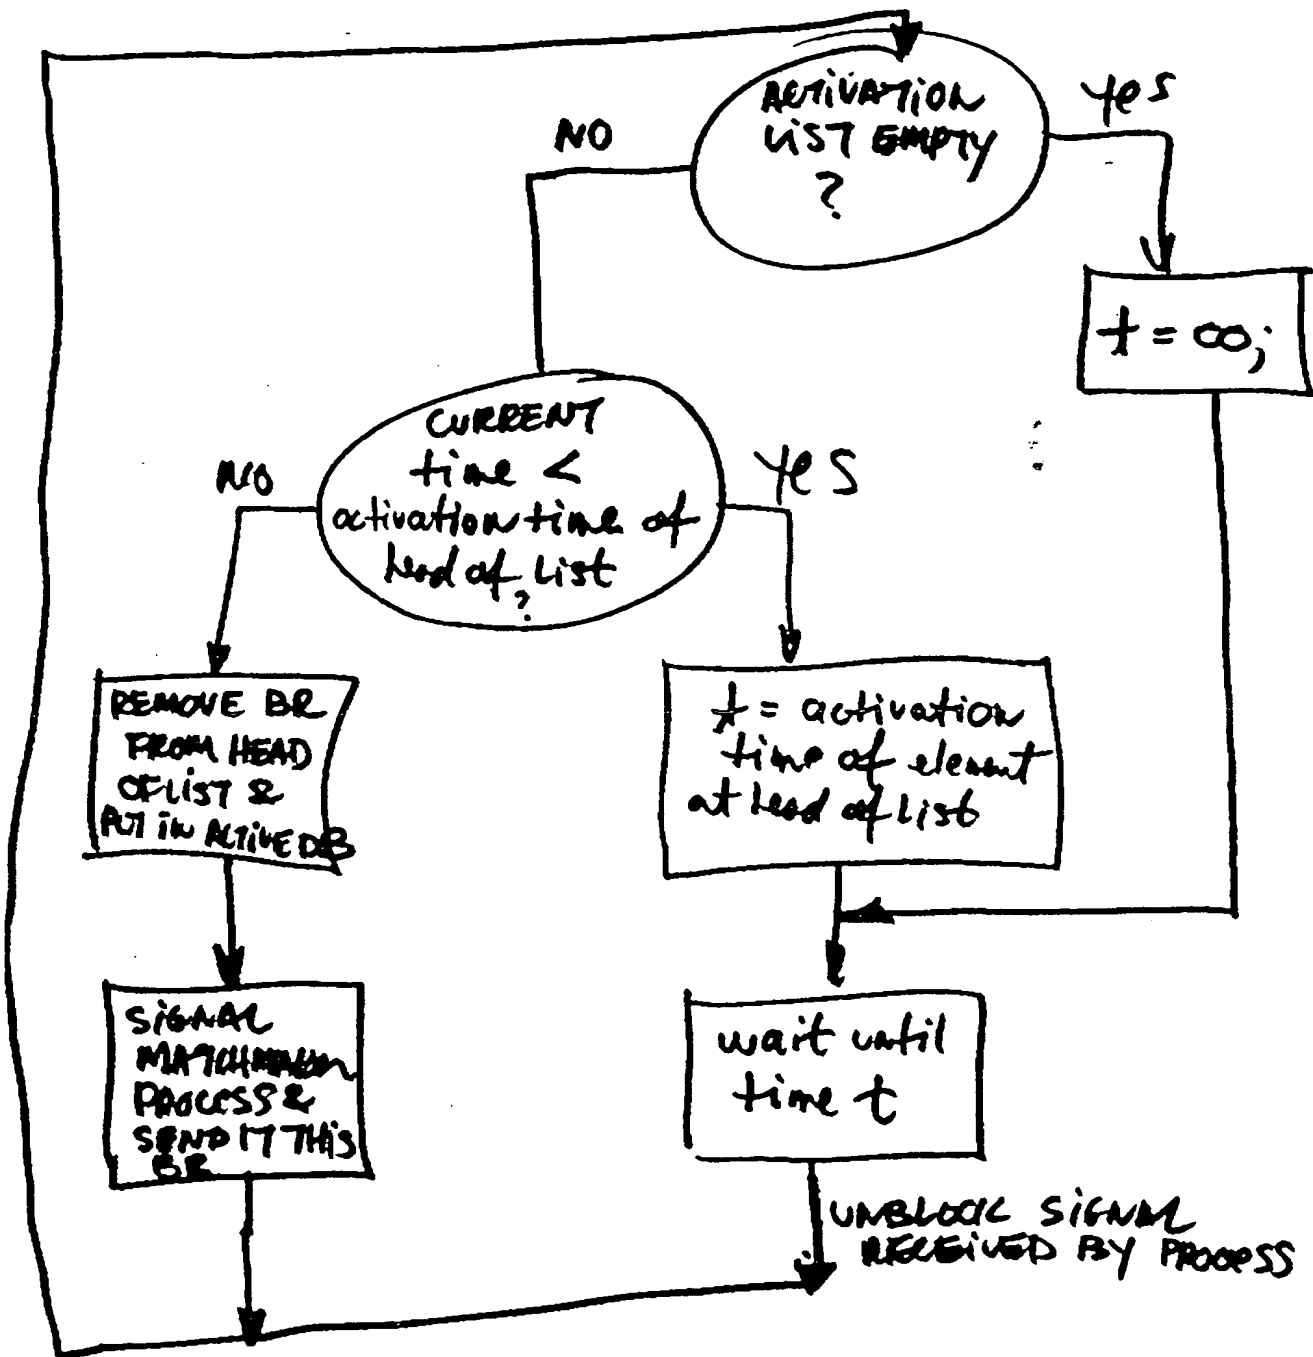 ACTIVATION
LIST EMPTY
?
NO
yes
t = ∞;
CURRENT
time <
activation time of
head of list
?
NO
yes
REMOVE BR
FROM HEAD
OF LIST &
PUT IN ACTIVE DB
t = activation
time of element
at head of list
SIGNAL
PROCESS &
SEND IT THIS
BR
wait until
time t
UNBLOCK SIGNAL
RECEIVED BY PROCESS